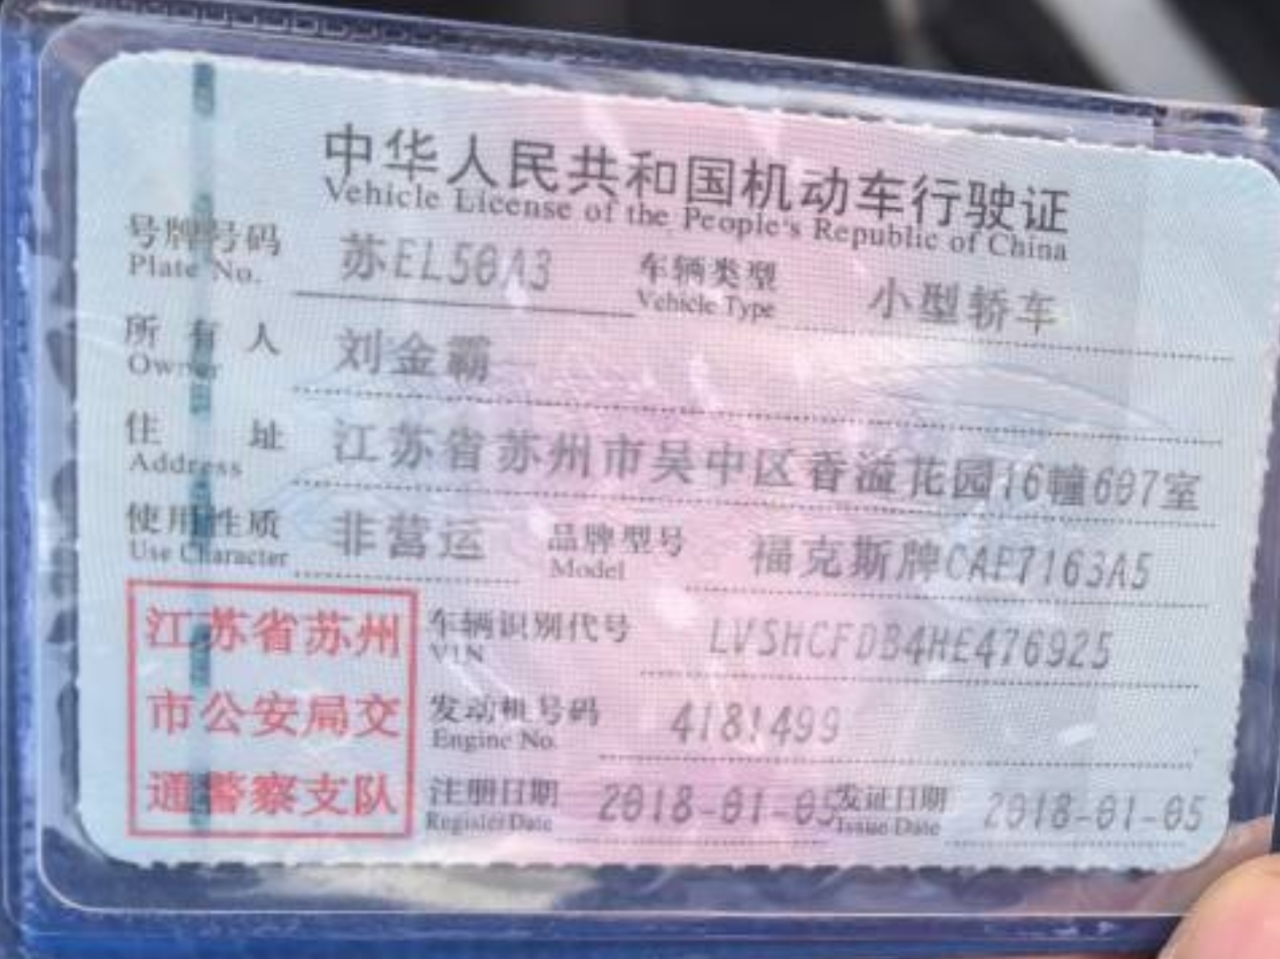 中华人民共和国机动车行驶证
Vehicle License of the People's Republic of China
号牌号码 苏EL50A3 车辆类型 小型轿车
Plate No. Vehicle Type
所有人 刘金霸
Owner
住址 江苏省苏州市吴中区香溢花园16幢607室
Address
使用性质 非营运 品牌型号 福克斯牌CAF7163A5
Use Character Model
江苏省苏州
市公安局交
通警察支队
车辆识别代号 LVSHCFDB4HE476925
VIN
发动机号码 4181499
Engine No.
注册日期 2018-01-05 发证日期 2018-01-05
Register Date Issue Date